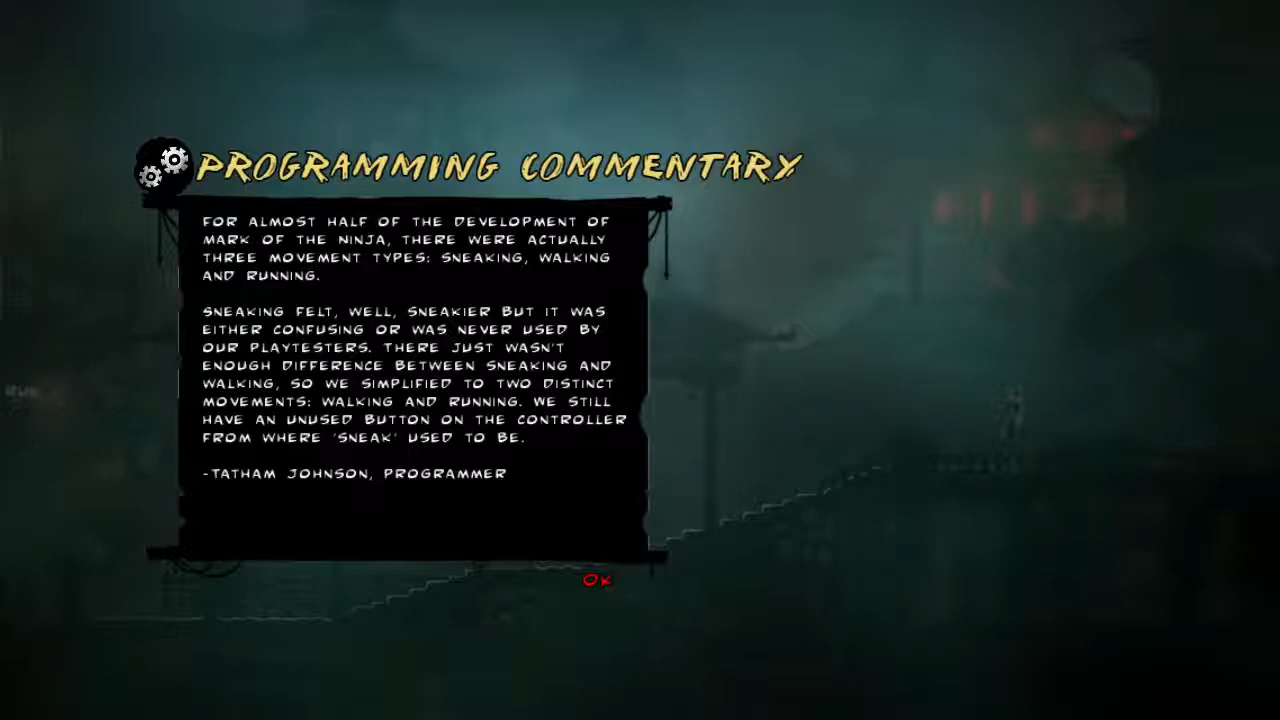 PROGRAMMING COMMENTARY
FOR ALMOST HALF OF THE DEVELOPMENT OF
MARK OF THE NINJA, THERE WERE ACTUALLY
THREE MOVEMENT TYPES: SNEAKING, WALKING
AND RUNNING.
SNEAKING FELT, WELL, SNEAKIER BUT IT WAS
EITHER CONFUSING OR WAS NEVER USED BY
OUR PLAYTESTERS. THERE JUST WASN'T
ENOUGH DIFFERENCE BETWEEN SNEAKING AND
WALKING, SO WE SIMPLIFIED TO TWO DISTINCT
MOVEMENTS: WALKING AND RUNNING. WE STILL
HAVE AN UNUSED BUTTON ON THE CONTROLLER
FROM WHERE 'SNEAK' USED TO BE.
-TATHAM JOHNSON, PROGRAMMER
OK